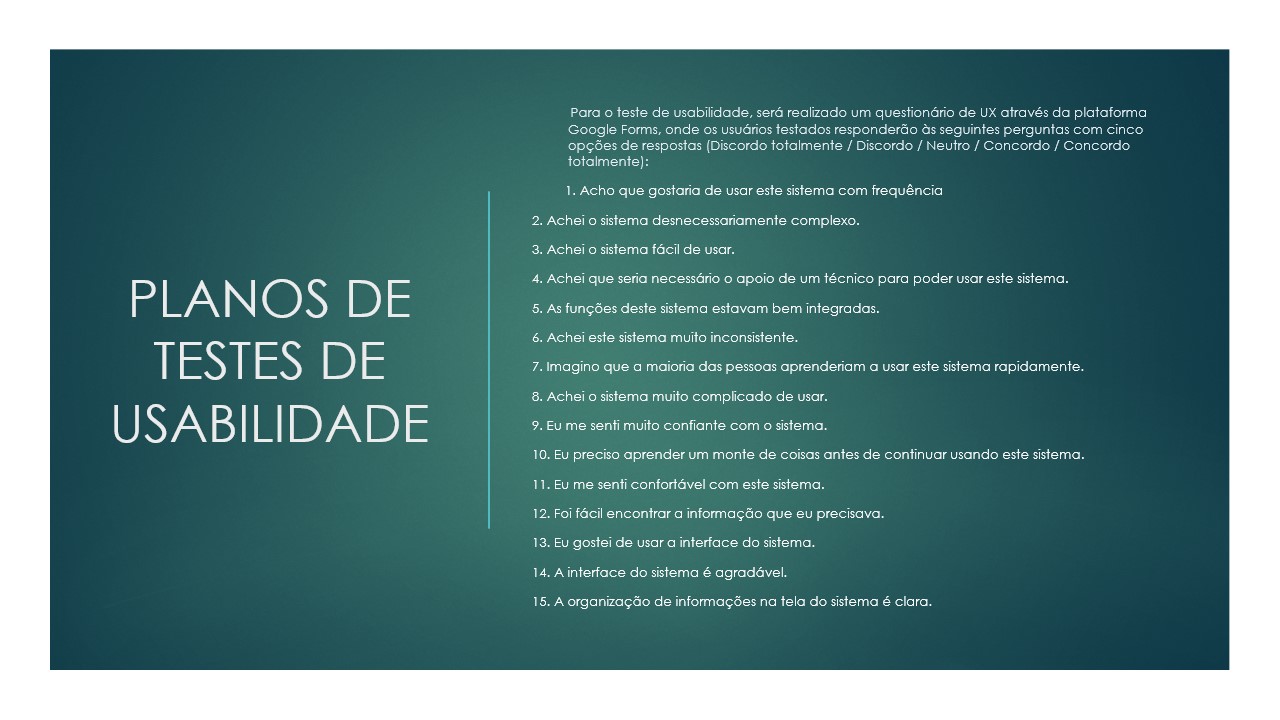 PLANOS DE
TESTES DE
USABILIDADE
Para o teste de usabilidade, será realizado um questionário de UX através da plataforma
Google Forms, onde os usuários testados responderão às seguintes perguntas com cinco
opções de respostas (Discordo totalmente / Discordo / Neutro / Concordo / Concordo
totalmente):
1. Acho que gostaria de usar este sistema com frequência
2. Achei o sistema desnecessariamente complexo.
3. Achei o sistema fácil de usar.
4. Achei que seria necessário o apoio de um técnico para poder usar este sistema.
5. As funções deste sistema estavam bem integradas.
6. Achei este sistema muito inconsistente.
7. Imagino que a maioria das pessoas aprenderiam a usar este sistema rapidamente.
8. Achei o sistema muito complicado de usar.
9. Eu me senti muito confiante com o sistema.
10. Eu preciso aprender um monte de coisas antes de continuar usando este sistema.
11. Eu me senti confortável com este sistema.
12. Foi fácil encontrar a informação que eu precisava.
13. Eu gostei de usar a interface do sistema.
14. A interface do sistema é agradável.
15. A organização de informações na tela do sistema é clara.